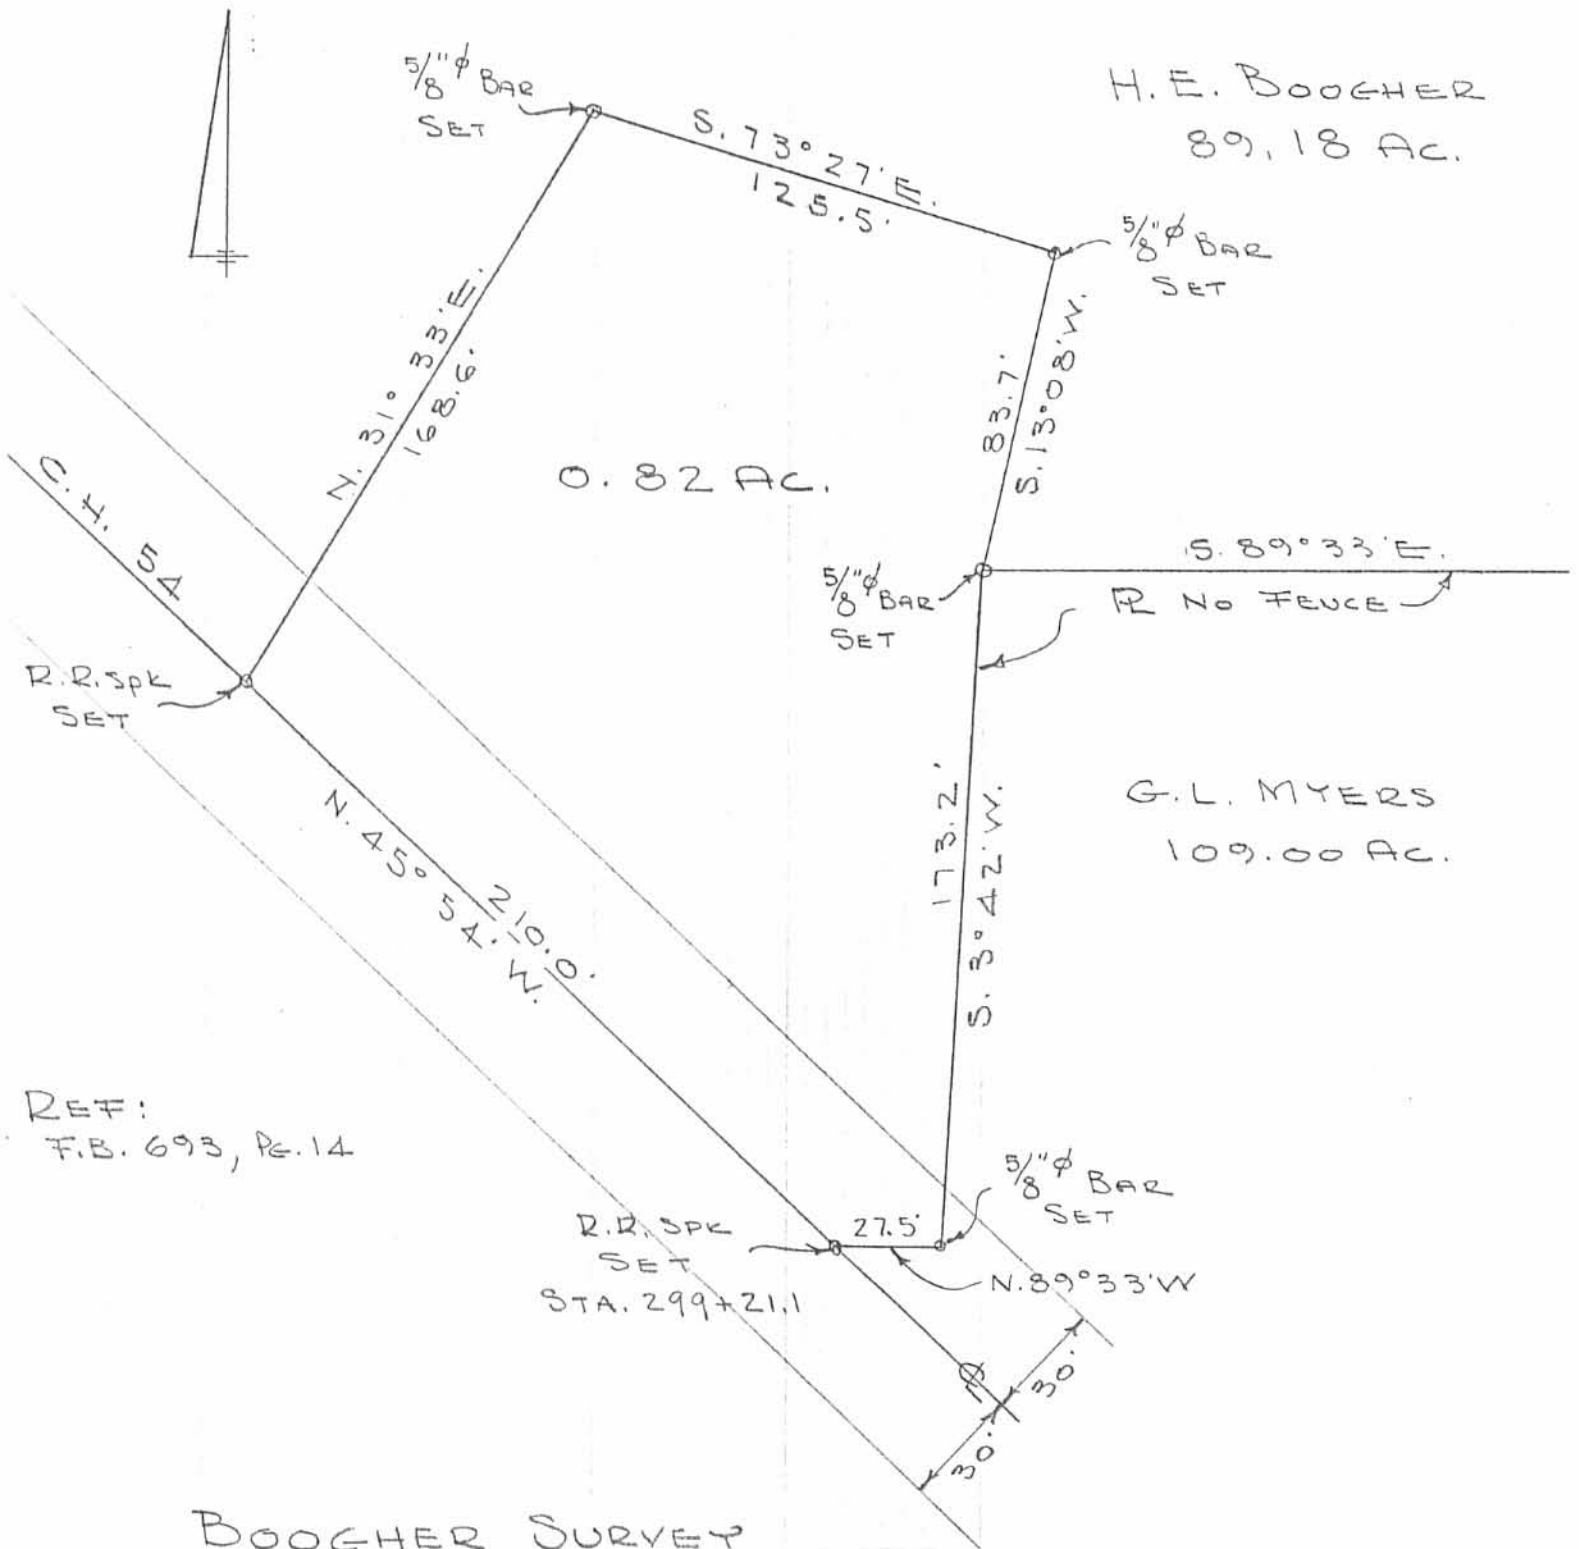 5/8"ϕ BAR
SET
H. E. BOOGHER
89.18 AC.
S. 73° 27' E.
125.5'
5/8"ϕ BAR
SET
N. 31° 33' E.
168.6'
83.7'
S. 13° 08' W.
0.82 AC.
C. H. 54
S. 89° 33' E.
5/8"ϕ BAR
SET
PL NO FENCE
R.R. SPK
SET
173.2'
S. 3° 42' W.
G.L. MYERS
109.00 AC.
210.0'
N. 45° 54' W.
REF:
F.B. 693, PG. 14
5/8"ϕ BAR
SET
R.R. SPK
SET
STA. 299+21.1
27.5'
N. 89° 33' W
30'
30'
BOOGHER SURVEY